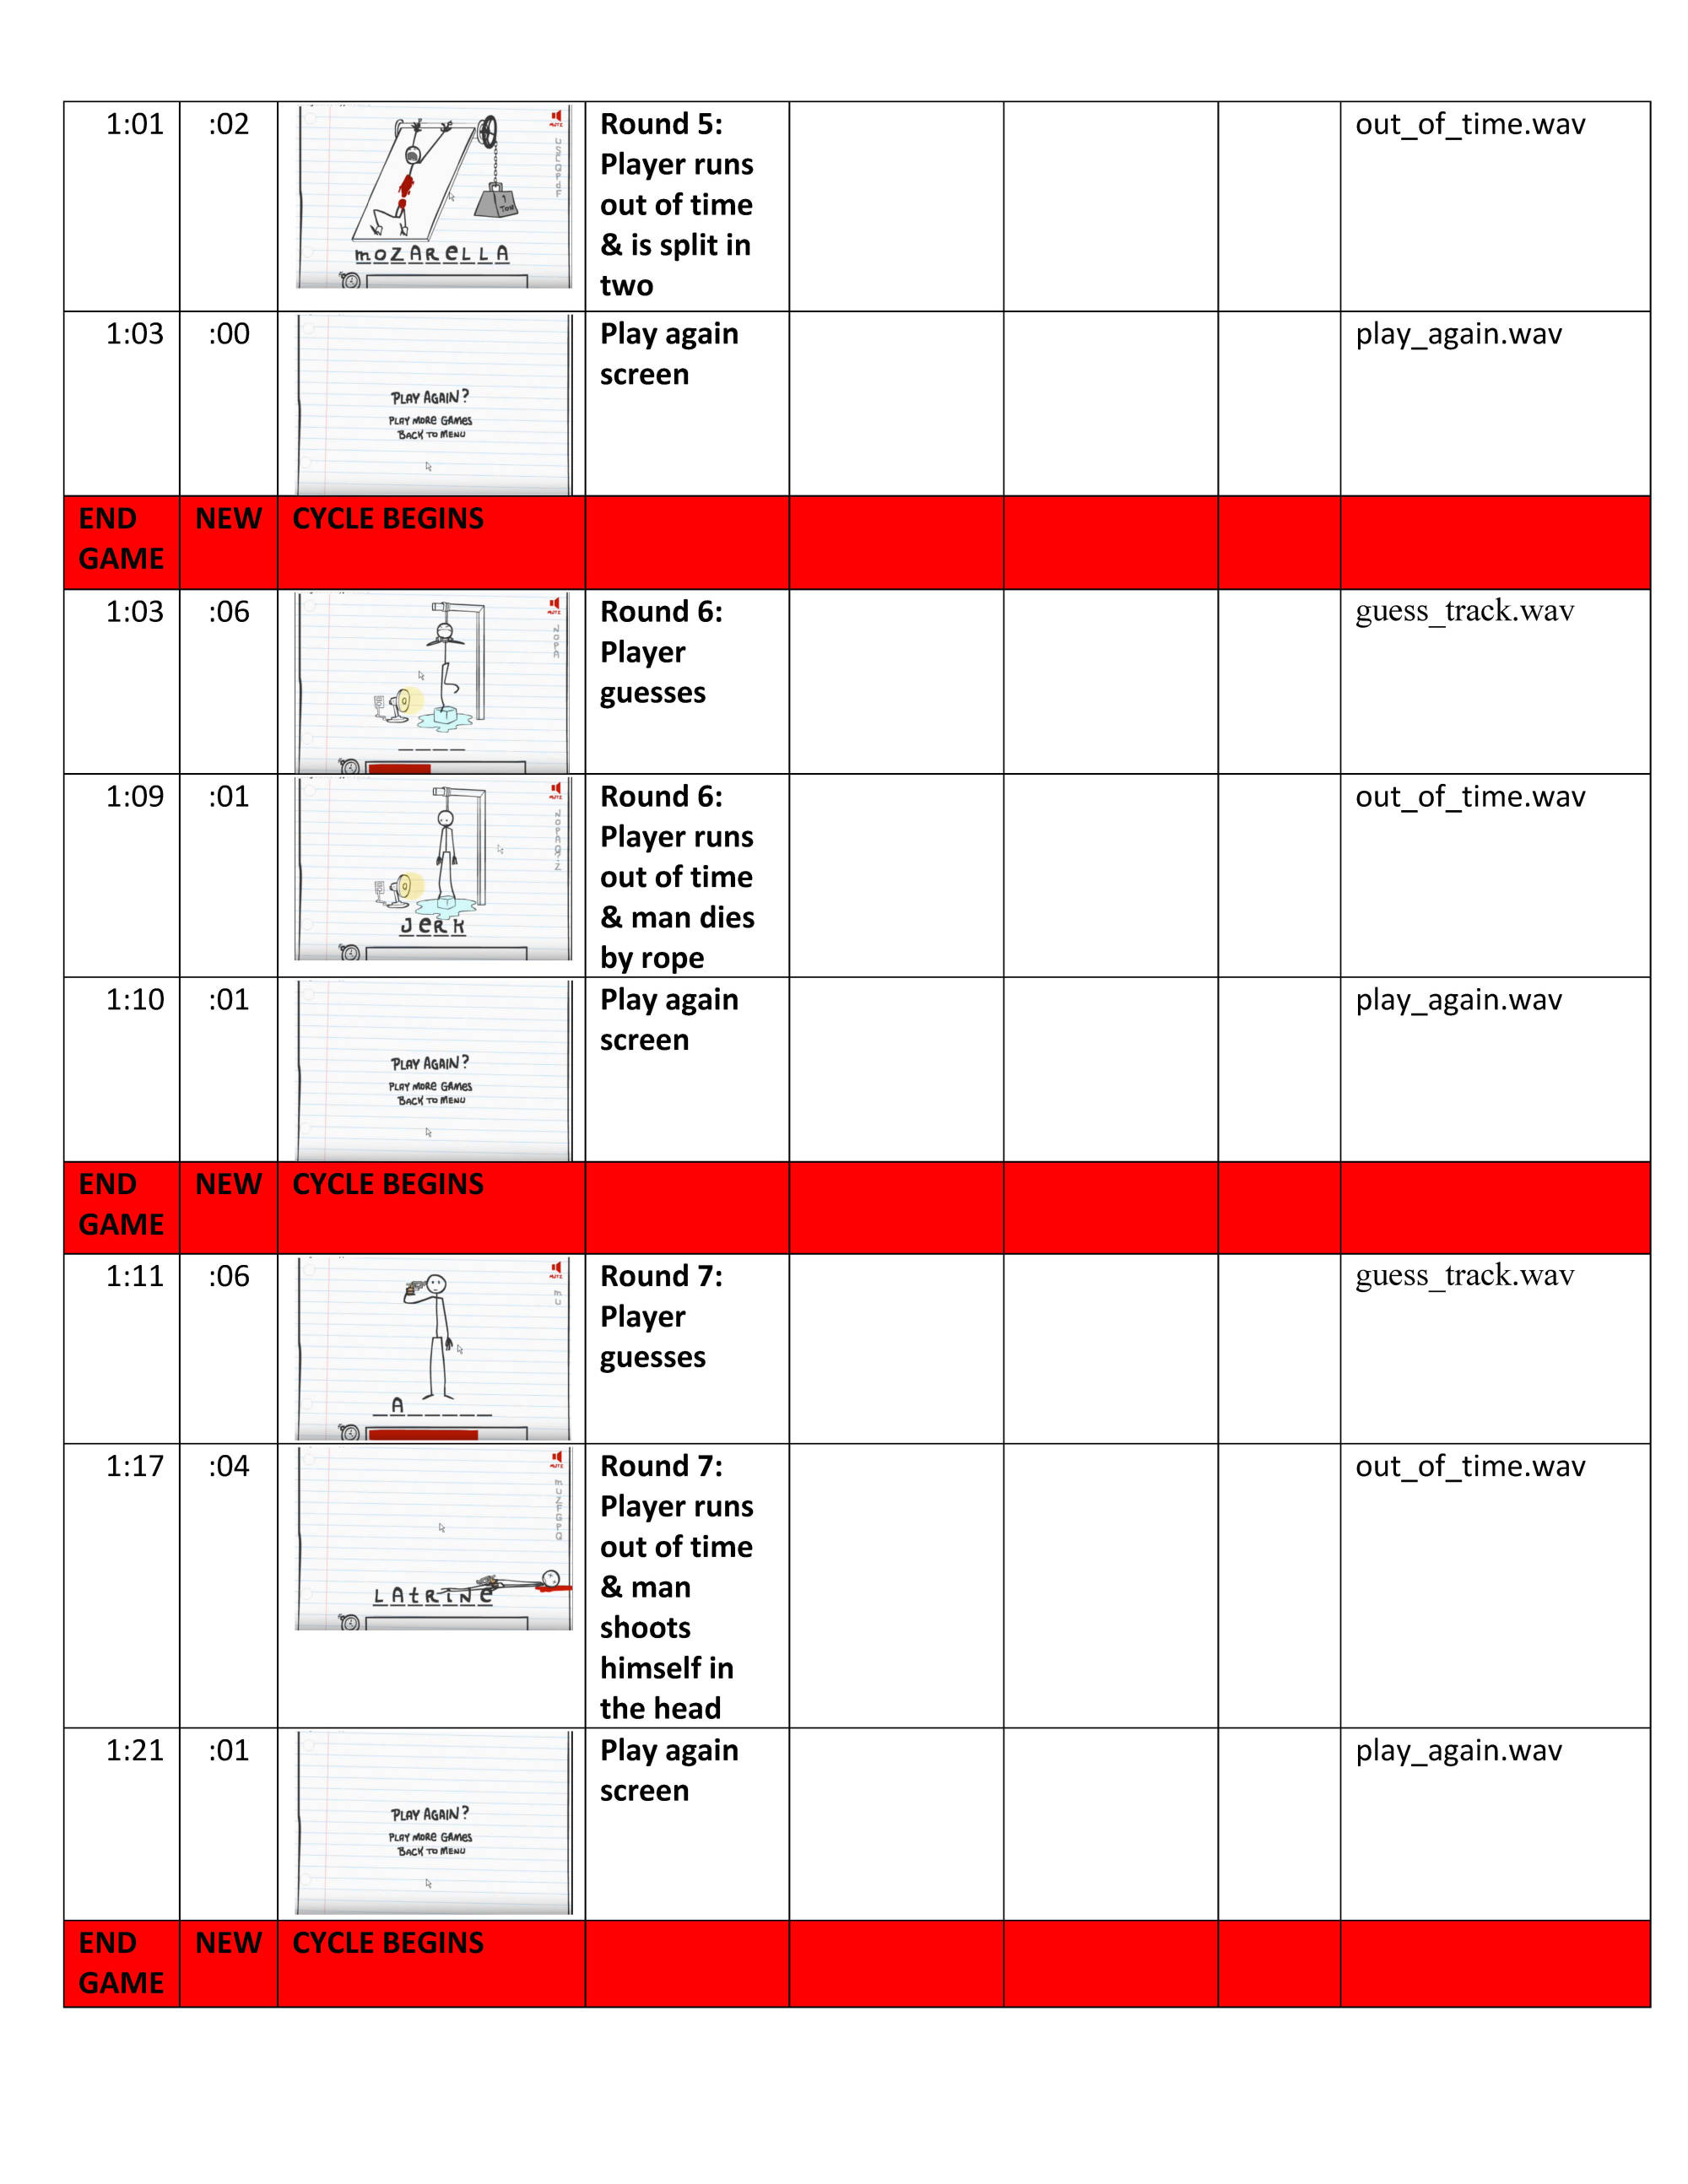 1:01 :02 Round 5: out_of_time.wav
Player runs
out of time
& is split in
two
MUTE
1 TON
mOZAReLLA
1:03 :00 Play again play_again.wav
screen
PLAY AGAIN?
PLAY MORE GAMES
BACK TO MENU
END NEW CYCLE BEGINS
GAME
1:03 :06 Round 6: guess_track.wav
Player
guesses
MUTE
1:09 :01 Round 6: out_of_time.wav
Player runs
out of time
& man dies
by rope
MUTE
JeRK
1:10 :01 Play again play_again.wav
screen
PLAY AGAIN?
PLAY MORE GAMES
BACK TO MENU
END NEW CYCLE BEGINS
GAME
1:11 :06 Round 7: guess_track.wav
Player
guesses
MUTE
m
U
A
1:17 :04 Round 7: out_of_time.wav
Player runs
out of time
& man
shoots
himself in
the head
MUTE
LAtRINe
1:21 :01 Play again play_again.wav
screen
PLAY AGAIN?
PLAY MORE GAMES
BACK TO MENU
END NEW CYCLE BEGINS
GAME